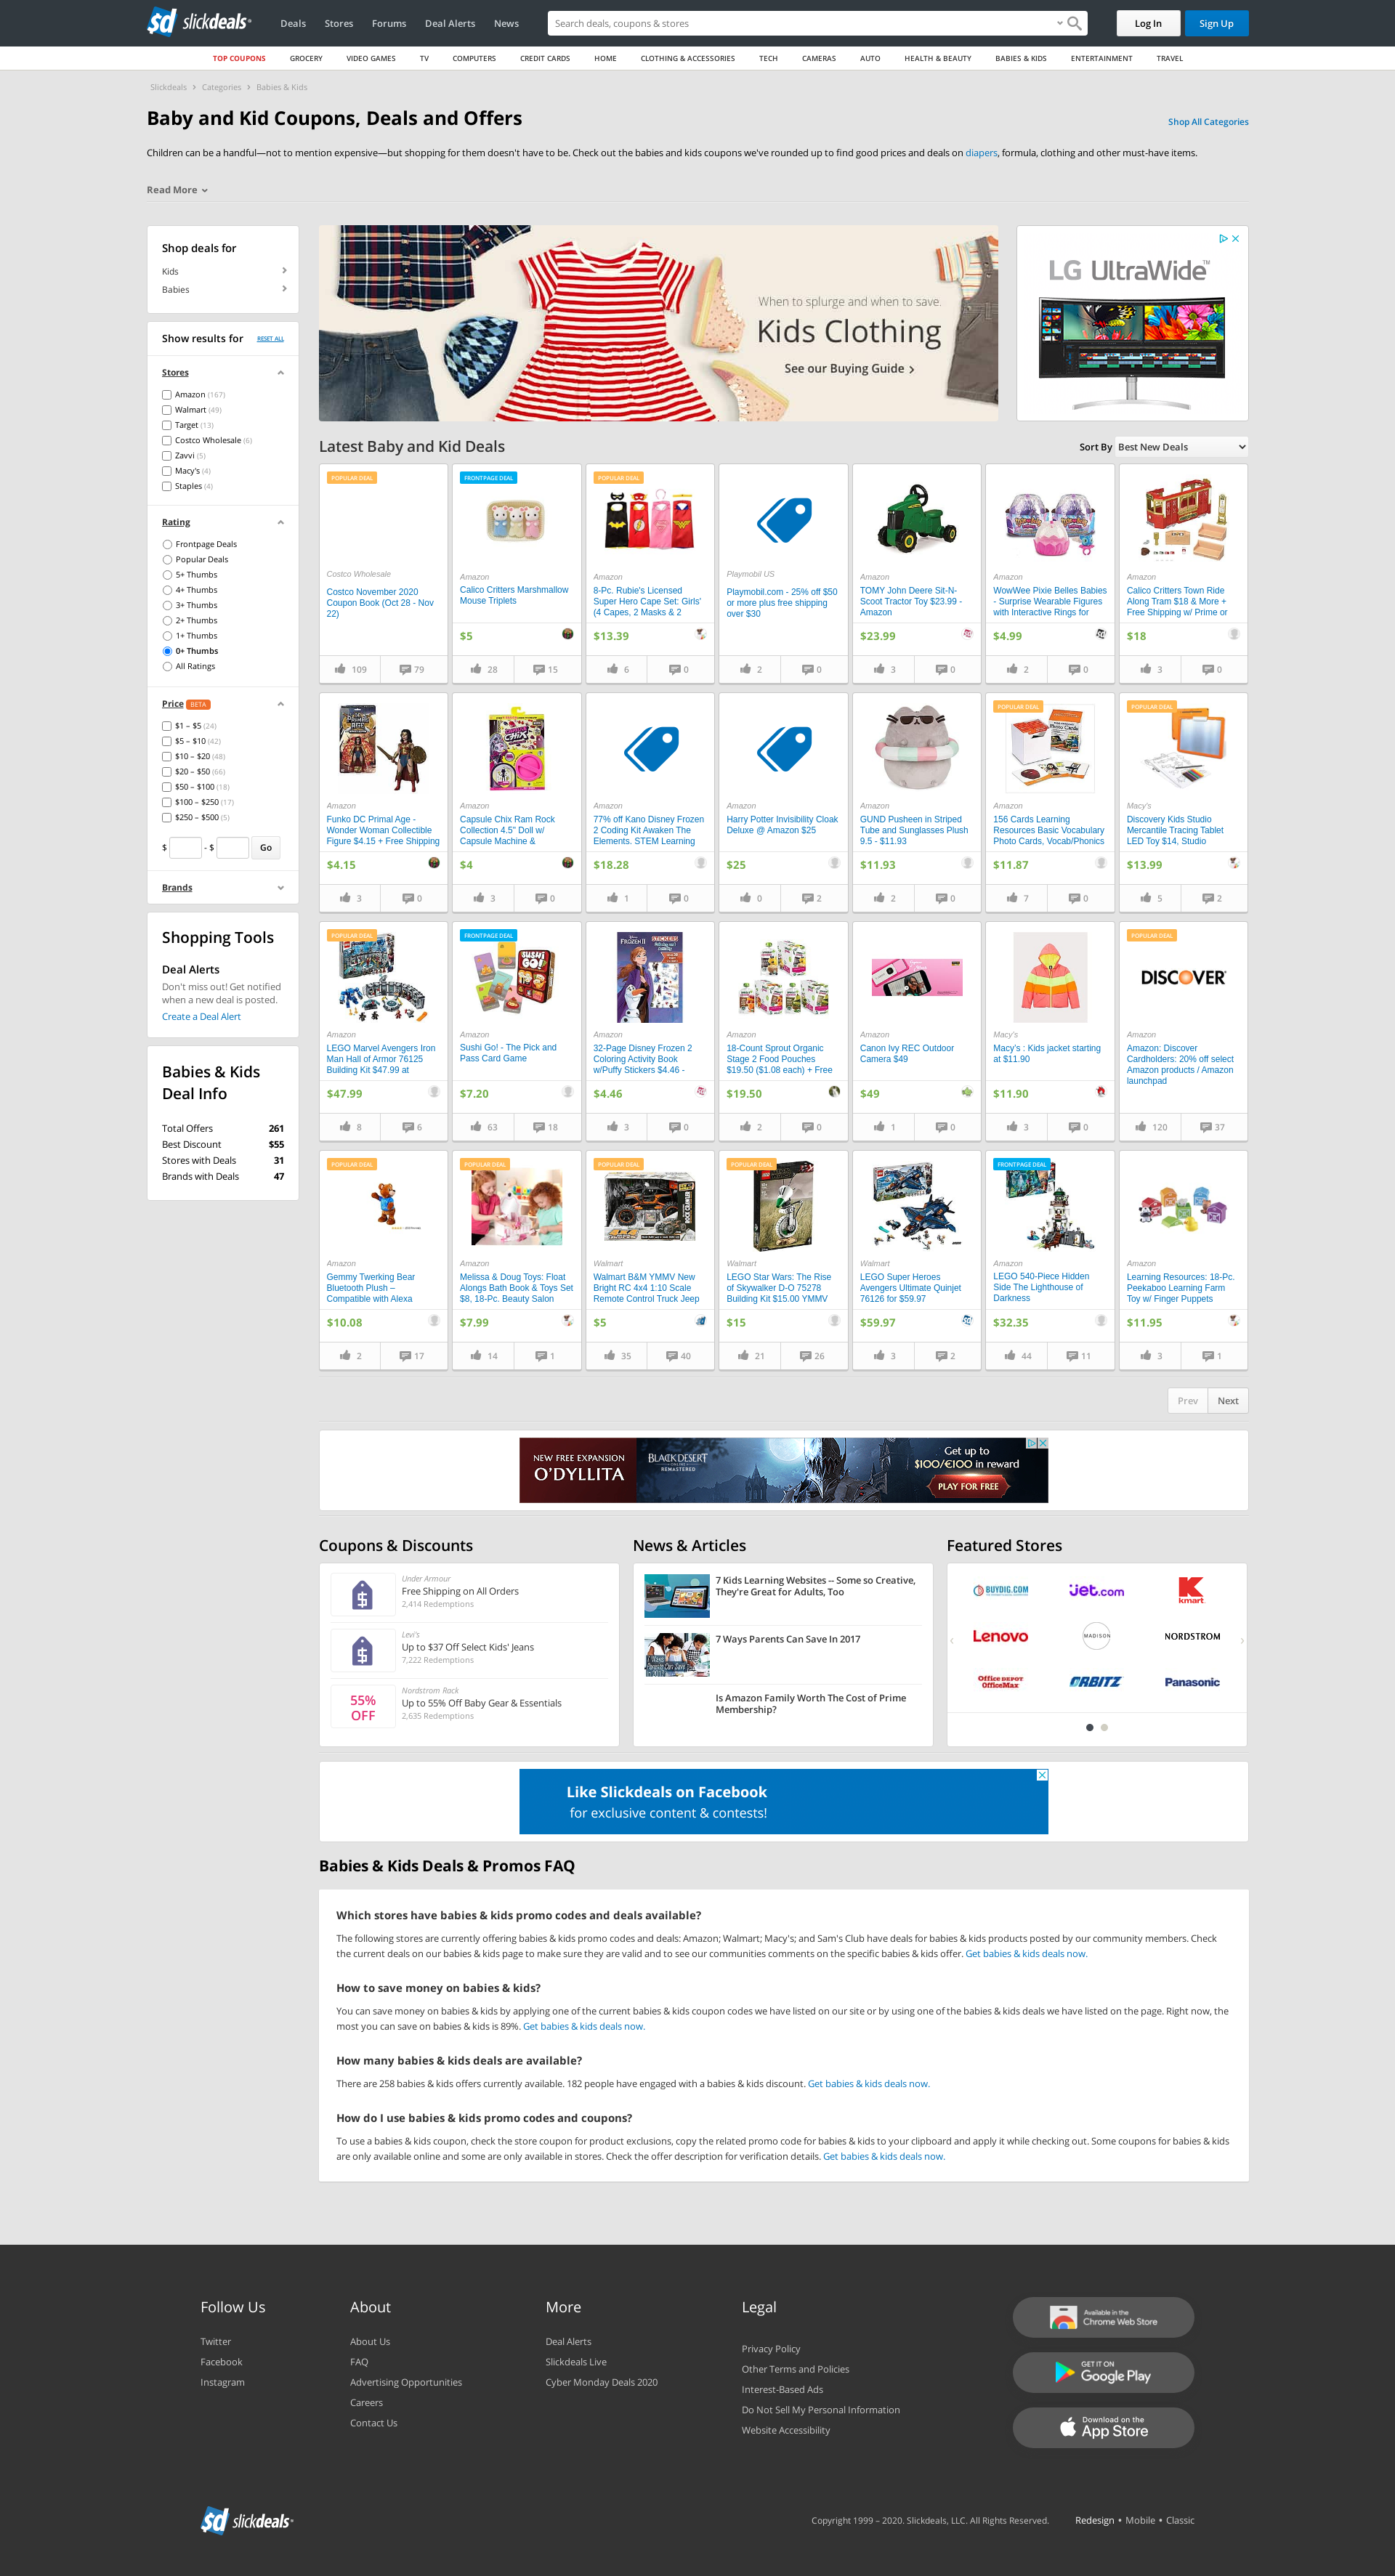 slickdeals
Deals
Stores
Forums
Deal Alerts
News
Search deals, coupons & stores
Log In
Sign Up
TOP COUPONS
GROCERY
VIDEO GAMES
TV
COMPUTERS
CREDIT CARDS
HOME
CLOTHING & ACCESSORIES
TECH
CAMERAS
AUTO
HEALTH & BEAUTY
BABIES & KIDS
ENTERTAINMENT
TRAVEL
Slickdeals › Categories › Babies & Kids
Baby and Kid Coupons, Deals and Offers
Shop All Categories
Children can be a handful—not to mention expensive—but shopping for them doesn't have to be. Check out the babies and kids coupons we've rounded up to find good prices and deals on diapers, formula, clothing and other must-have items.
Read More
Shop deals for
Kids
Babies
Show results for
RESET ALL
Stores
Amazon (167)
Walmart (49)
Target (13)
Costco Wholesale (6)
Zavvi (5)
Macy's (4)
Staples (4)
Rating
Frontpage Deals
Popular Deals
5+ Thumbs
4+ Thumbs
3+ Thumbs
2+ Thumbs
1+ Thumbs
0+ Thumbs
All Ratings
Price BETA
$1 – $5 (24)
$5 – $10 (42)
$10 – $20 (48)
$20 – $50 (66)
$50 – $100 (18)
$100 – $250 (17)
$250 – $500 (5)
$ - $ Go
Brands
Shopping Tools
Deal Alerts
Don't miss out! Get notified
when a new deal is posted.
Create a Deal Alert
Babies & Kids
Deal Info
Total Offers 261
Best Discount $55
Stores with Deals 31
Brands with Deals 47
When to splurge and when to save.
Kids Clothing
See our Buying Guide
LG UltraWide™
Latest Baby and Kid Deals
Sort By Best New Deals
POPULAR DEAL
Costco Wholesale
Costco November 2020
Coupon Book (Oct 28 - Nov
22)
109 79
FRONTPAGE DEAL
Amazon
Calico Critters Marshmallow
Mouse Triplets
$5
28 15
POPULAR DEAL
Amazon
8-Pc. Rubie's Licensed
Super Hero Cape Set: Girls'
(4 Capes, 2 Masks & 2
$13.39
6 0
Playmobil US
Playmobil.com - 25% off $50
or more plus free shipping
over $30
2 0
Amazon
TOMY John Deere Sit-N-
Scoot Tractor Toy $23.99 -
Amazon
$23.99
3 0
Amazon
WowWee Pixie Belles Babies
- Surprise Wearable Figures
with Interactive Rings for
$4.99
2 0
Amazon
Calico Critters Town Ride
Along Tram $18 & More +
Free Shipping w/ Prime or
$18
3 0
Amazon
Funko DC Primal Age -
Wonder Woman Collectible
Figure $4.15 + Free Shipping
$4.15
3 0
Amazon
Capsule Chix Ram Rock
Collection 4.5" Doll w/
Capsule Machine &
$4
3 0
Amazon
77% off Kano Disney Frozen
2 Coding Kit Awaken The
Elements. STEM Learning
$18.28
1 0
Amazon
Harry Potter Invisibility Cloak
Deluxe @ Amazon $25
$25
0 2
Amazon
GUND Pusheen in Striped
Tube and Sunglasses Plush
9.5 - $11.93
$11.93
2 0
POPULAR DEAL
Photo Cards
Amazon
156 Cards Learning
Resources Basic Vocabulary
Photo Cards, Vocab/Phonics
$11.87
7 0
POPULAR DEAL
Macy's
Discovery Kids Studio
Mercantile Tracing Tablet
LED Toy $14, Studio
$13.99
5 2
POPULAR DEAL
Amazon
LEGO Marvel Avengers Iron
Man Hall of Armor 76125
Building Kit $47.99 at
$47.99
8 6
FRONTPAGE DEAL
SUSHI GO!
Amazon
Sushi Go! - The Pick and
Pass Card Game
$7.20
63 18
FROZEN II
STICKERS
Amazon
32-Page Disney Frozen 2
Coloring Activity Book
w/Puffy Stickers $4.46 -
$4.46
3 0
Amazon
18-Count Sprout Organic
Stage 2 Food Pouches
$19.50 ($1.08 each) + Free
$19.50
2 0
Amazon
Canon Ivy REC Outdoor
Camera $49
$49
1 0
Macy's
Macy's : Kids jacket starting
at $11.90
$11.90
3 0
POPULAR DEAL
DISCOVER
Amazon
Amazon: Discover
Cardholders: 20% off select
Amazon products / Amazon
launchpad
120 37
POPULAR DEAL
Amazon
Gemmy Twerking Bear
Bluetooth Plush –
Compatible with Alexa
$10.08
2 17
POPULAR DEAL
Amazon
Melissa & Doug Toys: Float
Alongs Bath Book & Toys Set
$8, 18-Pc. Beauty Salon
$7.99
14 1
POPULAR DEAL
Walmart
Walmart B&M YMMV New
Bright RC 4x4 1:10 Scale
Remote Control Truck Jeep
$5
35 40
POPULAR DEAL
Walmart
LEGO Star Wars: The Rise
of Skywalker D-O 75278
Building Kit $15.00 YMMV
$15
21 26
Walmart
LEGO Super Heroes
Avengers Ultimate Quinjet
76126 for $59.97
$59.97
3 2
FRONTPAGE DEAL
Amazon
LEGO 540-Piece Hidden
Side The Lighthouse of
Darkness
$32.35
44 11
Amazon
Learning Resources: 18-Pc.
Peekaboo Learning Farm
Toy w/ Finger Puppets
$11.95
3 1
Prev Next
NEW FREE EXPANSION
O'DYLLITA
BLACK DESERT
REMASTERED
Get up to
$100/€100 in reward
PLAY FOR FREE
Coupons & Discounts
Under Armour
Free Shipping on All Orders
2,414 Redemptions
Levi's
Up to $37 Off Select Kids' Jeans
7,222 Redemptions
55%
OFF
Nordstrom Rack
Up to 55% Off Baby Gear & Essentials
2,635 Redemptions
News & Articles
7 Kids Learning Websites -- Some so Creative,
They're Great for Adults, Too
7 Ways Parents Can Save In 2017
Is Amazon Family Worth The Cost of Prime
Membership?
Featured Stores
BUYDIG.COM
jet.com
kmart
Lenovo
MADISON
NORDSTROM
Office DEPOT
OfficeMax
ORBITZ
Panasonic
Like Slickdeals on Facebook
for exclusive content & contests!
Babies & Kids Deals & Promos FAQ
Which stores have babies & kids promo codes and deals available?
The following stores are currently offering babies & kids promo codes and deals: Amazon; Walmart; Macy's; and Sam's Club have deals for babies & kids products posted by our community members. Check
the current deals on our babies & kids page to make sure they are valid and to see our communities comments on the specific babies & kids offer. Get babies & kids deals now.
How to save money on babies & kids?
You can save money on babies & kids by applying one of the current babies & kids coupon codes we have listed on our site or by using one of the babies & kids deals we have listed on the page. Right now, the
most you can save on babies & kids is 89%. Get babies & kids deals now.
How many babies & kids deals are available?
There are 258 babies & kids offers currently available. 182 people have engaged with a babies & kids discount. Get babies & kids deals now.
How do I use babies & kids promo codes and coupons?
To use a babies & kids coupon, check the store coupon for product exclusions, copy the related promo code for babies & kids to your clipboard and apply it while checking out. Some coupons for babies & kids
are only available online and some are only available in stores. Check the offer description for verification details. Get babies & kids deals now.
Follow Us
Twitter
Facebook
Instagram
About
About Us
FAQ
Advertising Opportunities
Careers
Contact Us
More
Deal Alerts
Slickdeals Live
Cyber Monday Deals 2020
Legal
Privacy Policy
Other Terms and Policies
Interest-Based Ads
Do Not Sell My Personal Information
Website Accessibility
Available in the
Chrome Web Store
GET IT ON
Google Play
Download on the
App Store
slickdeals
Copyright 1999 – 2020. Slickdeals, LLC. All Rights Reserved.
Redesign • Mobile • Classic